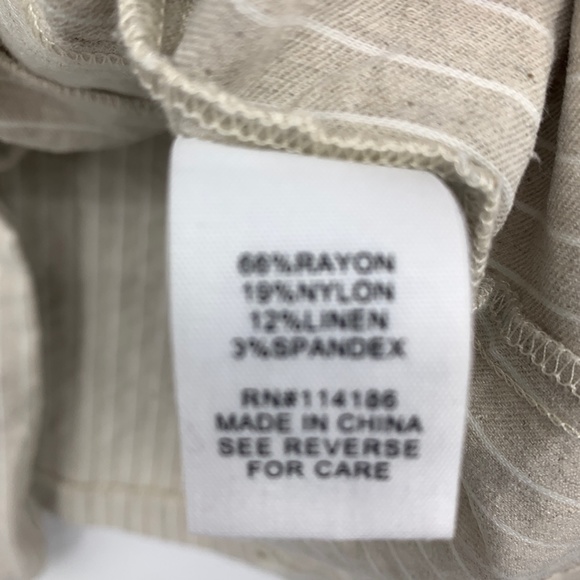 66%RAYON
19%NYLON
12%LINEN
3%SPANDEX
RN#114186
MADE IN CHINA
SEE REVERSE
FOR CARE